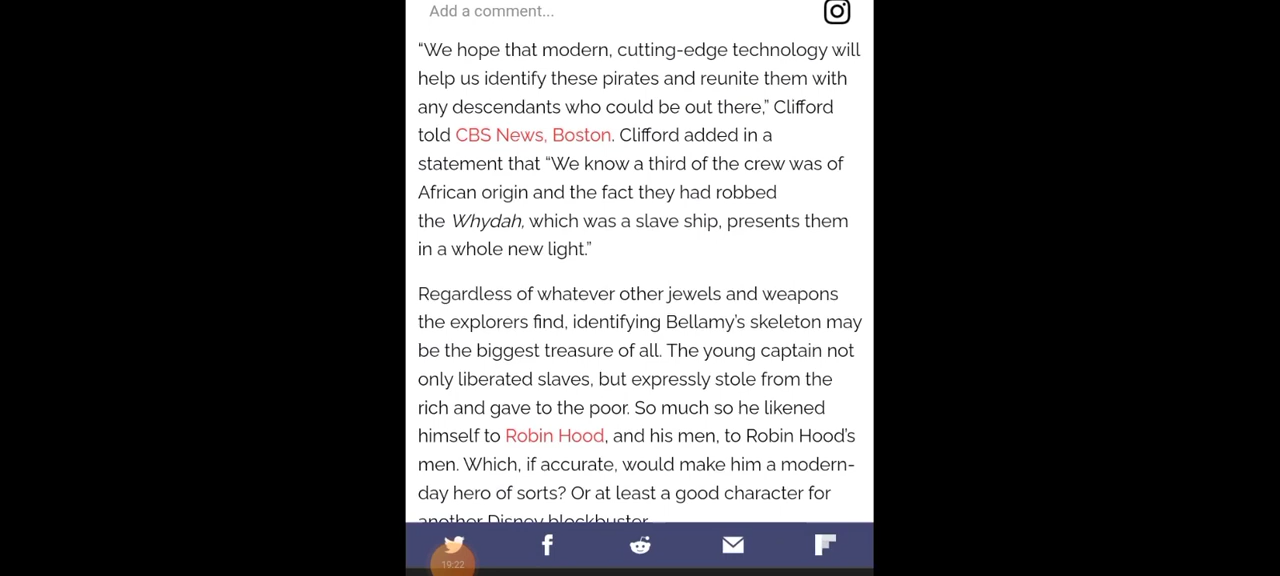 Add a comment...
“We hope that modern, cutting-edge technology will
help us identify these pirates and reunite them with
any descendants who could be out there,” Clifford
told CBS News, Boston. Clifford added in a
statement that “We know a third of the crew was of
African origin and the fact they had robbed
the Whydah, which was a slave ship, presents them
in a whole new light.”
Regardless of whatever other jewels and weapons
the explorers find, identifying Bellamy’s skeleton may
be the biggest treasure of all. The young captain not
only liberated slaves, but expressly stole from the
rich and gave to the poor. So much so he likened
himself to Robin Hood, and his men, to Robin Hood’s
men. Which, if accurate, would make him a modern-
day hero of sorts? Or at least a good character for
another Disney blockbuster.
19:22